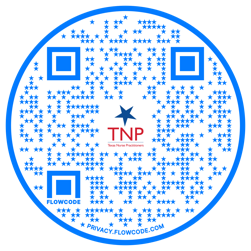 TNP
Texas Nurse Practitioners
FLOWCODE
PRIVACY.FLOWCODE.COM